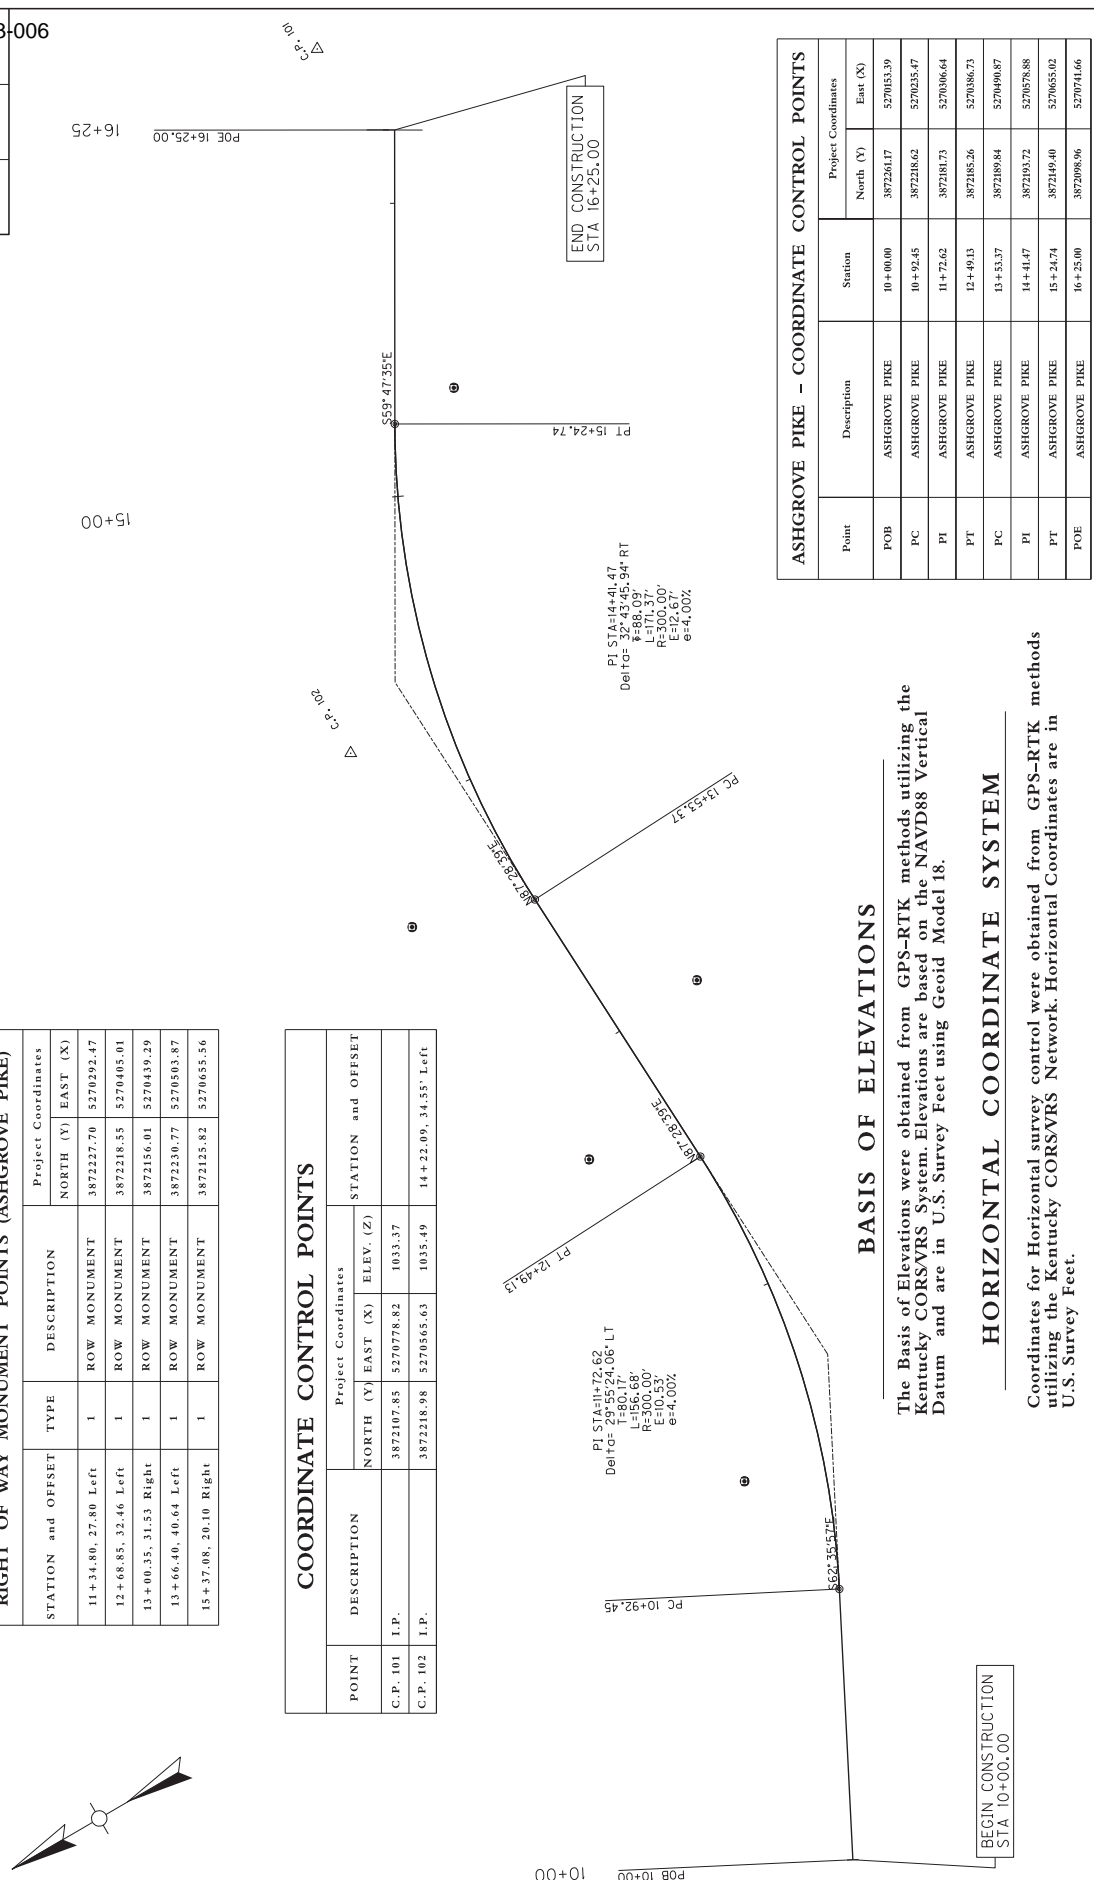 3-006
RIGHT OF WAY MONUMENT POINTS (ASHGROVE PIKE)
STATION and OFFSET TYPE DESCRIPTION Project Coordinates
NORTH (Y) EAST (X)
11+34.80, 27.80 Left 1 ROW MONUMENT 3872227.70 5270292.47
12+68.85, 32.46 Left 1 ROW MONUMENT 3872218.55 5270405.01
13+00.35, 31.53 Right 1 ROW MONUMENT 3872156.01 5270439.29
13+66.40, 40.64 Left 1 ROW MONUMENT 3872230.77 5270503.87
15+37.08, 20.10 Right 1 ROW MONUMENT 3872125.82 5270655.56
COORDINATE CONTROL POINTS
POINT DESCRIPTION Project Coordinates STATION and OFFSET
NORTH (Y) EAST (X) ELEV. (Z)
C.P. 101 I.P. 3872107.85 5270778.82 1033.37
C.P. 102 I.P. 3872218.98 5270565.63 1035.49 14+22.09, 34.55' Left
10+00
15+00
16+25
POB 10+00
PC 10+92.45
PT 12+49.13
PC 13+53.37
PT 15+24.74
POE 16+25.00
C.P. 101
C.P. 102
S62°35'57"E
N87°28'39"E
N87°28'39"E
S59°47'35"E
PI STA=11+72.62
Delta= 29°55'24.06" LT
T=80.17'
L=156.68'
R=300.00'
E=10.53'
e=4.00%
PI STA=14+41.47
Delta= 32°43'45.94" RT
T=88.09'
L=171.37'
R=300.00'
E=12.67'
e=4.00%
BEGIN CONSTRUCTION
STA 10+00.00
END CONSTRUCTION
STA 16+25.00
ASHGROVE PIKE - COORDINATE CONTROL POINTS
Point Description Station Project Coordinates
North (Y) East (X)
POB ASHGROVE PIKE 10+00.00 3872261.17 5270153.39
PC ASHGROVE PIKE 10+92.45 3872218.62 5270235.47
PI ASHGROVE PIKE 11+72.62 3872181.73 5270306.64
PT ASHGROVE PIKE 12+49.13 3872185.26 5270386.73
PC ASHGROVE PIKE 13+53.37 3872189.84 5270490.87
PI ASHGROVE PIKE 14+41.47 3872193.72 5270578.88
PT ASHGROVE PIKE 15+24.74 3872149.40 5270655.02
POE ASHGROVE PIKE 16+25.00 3872098.96 5270741.66
BASIS OF ELEVATIONS
The Basis of Elevations were obtained from GPS-RTK methods utilizing the
Kentucky CORS/VRS System. Elevations are based on the NAVD88 Vertical
Datum and are in U.S. Survey Feet using Geoid Model 18.
HORIZONTAL COORDINATE SYSTEM
Coordinates for Horizontal survey control were obtained from GPS-RTK methods
utilizing the Kentucky CORS/VRS Network. Horizontal Coordinates are in
U.S. Survey Feet.